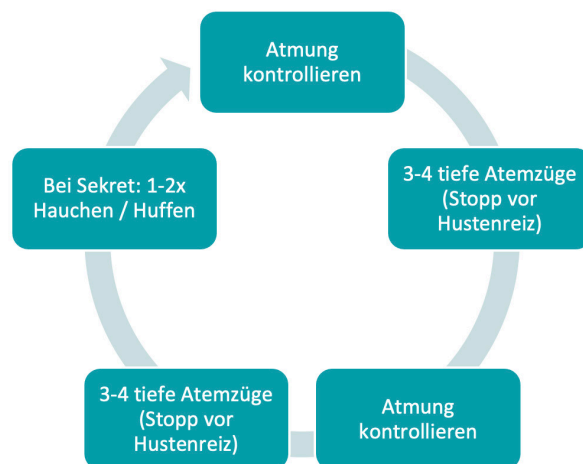 Atmung
kontrollieren
3-4 tiefe Atemzüge
(Stopp vor
Hustenreiz)
Atmung
kontrollieren
3-4 tiefe Atemzüge
(Stopp vor
Hustenreiz)
Bei Sekret: 1-2x
Hauchen / Huffen